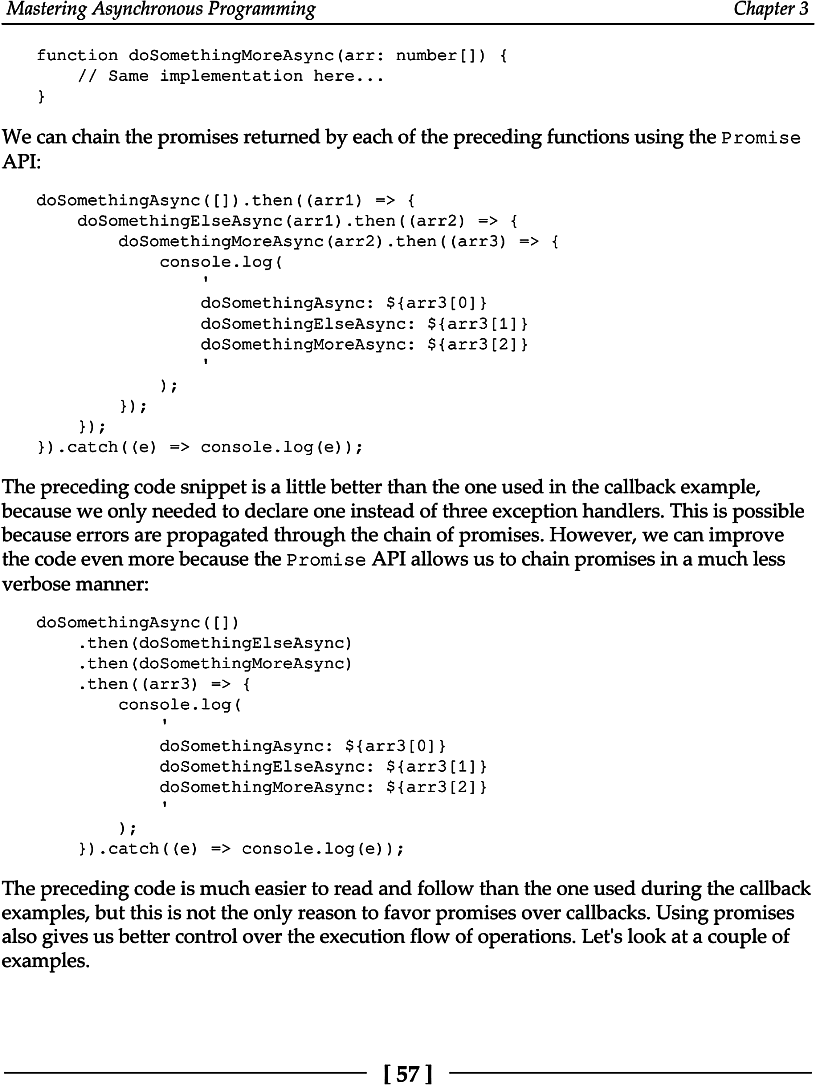 Mastering Asynchronous Programming Chapter 3
function doSomethingMoreAsync(arr: number[]) {
    // Same implementation here...
}
We can chain the promises returned by each of the preceding functions using the Promise
API:
doSomethingAsync([]).then((arr1) => {
    doSomethingElseAsync(arr1).then((arr2) => {
        doSomethingMoreAsync(arr2).then((arr3) => {
            console.log(
                '
                doSomethingAsync: ${arr3[0]}
                doSomethingElseAsync: ${arr3[1]}
                doSomethingMoreAsync: ${arr3[2]}
                '
            );
        });
    });
}).catch((e) => console.log(e));
The preceding code snippet is a little better than the one used in the callback example,
because we only needed to declare one instead of three exception handlers. This is possible
because errors are propagated through the chain of promises. However, we can improve
the code even more because the Promise API allows us to chain promises in a much less
verbose manner:
doSomethingAsync([])
    .then(doSomethingElseAsync)
    .then(doSomethingMoreAsync)
    .then((arr3) => {
        console.log(
            '
            doSomethingAsync: ${arr3[0]}
            doSomethingElseAsync: ${arr3[1]}
            doSomethingMoreAsync: ${arr3[2]}
            '
        );
    }).catch((e) => console.log(e));
The preceding code is much easier to read and follow than the one used during the callback
examples, but this is not the only reason to favor promises over callbacks. Using promises
also gives us better control over the execution flow of operations. Let's look at a couple of
examples.
[ 57 ]